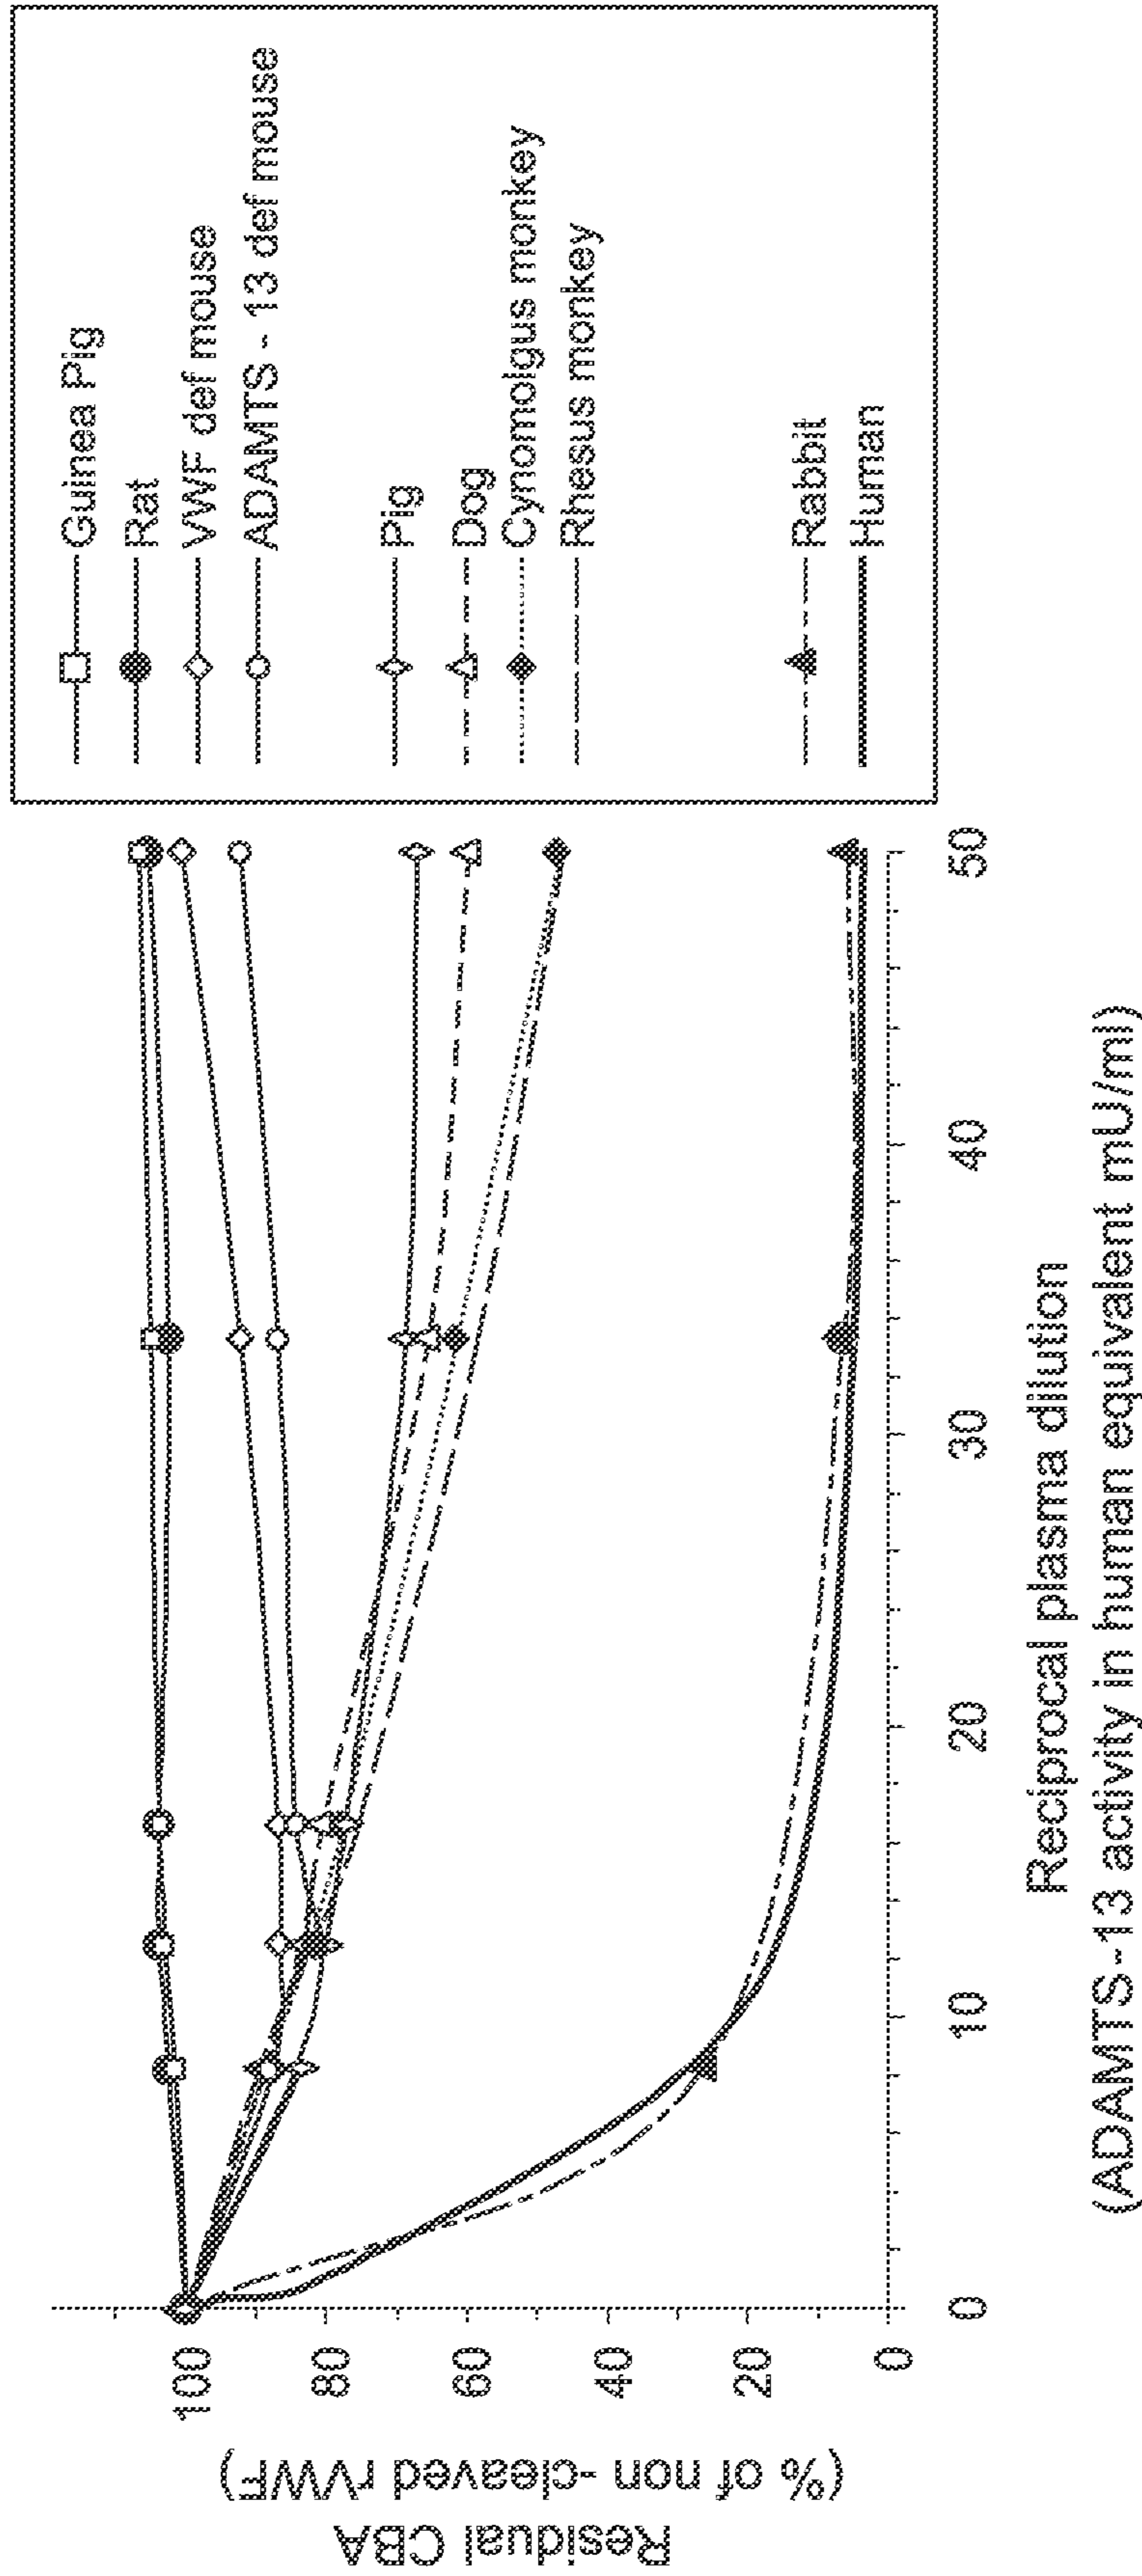 Residual CBA
(% of non -cleaved rVWF)
100
80
60
40
20
0
0
10
20
30
40
50
Reciprocal plasma dilution
(ADAMTS-13 activity in human equivalent mU/ml)
Guinea Pig
Rat
VWF def mouse
ADAMTS - 13 def mouse
Pig
Dog
Cynomolgus monkey
Rhesus monkey
Rabbit
Human